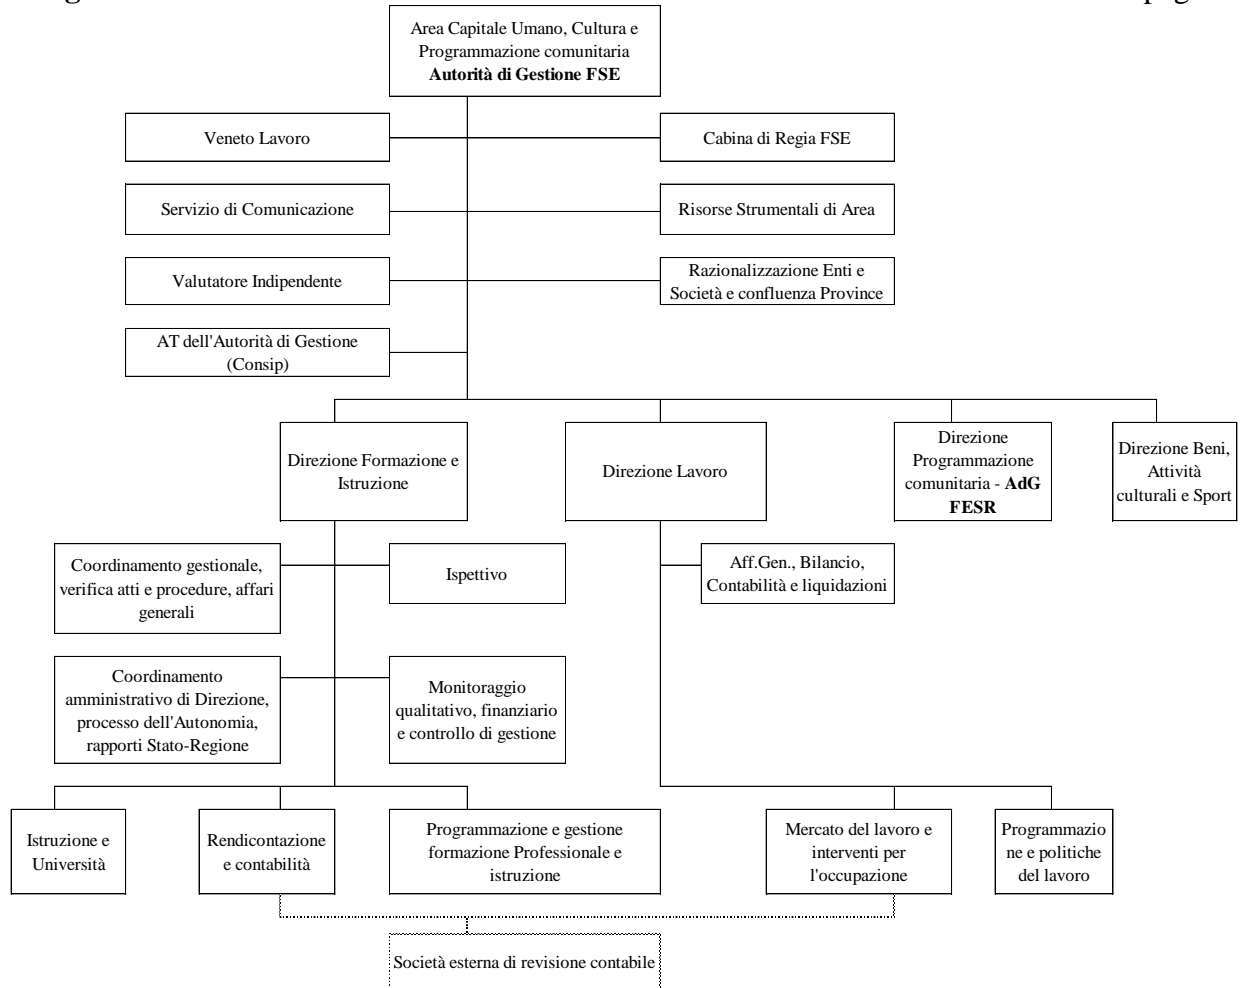 Area Capitale Umano, Cultura e
Programmazione comunitaria
Autorità di Gestione FSE
Veneto Lavoro
Cabina di Regia FSE
Servizio di Comunicazione
Risorse Strumentali di Area
Valutatore Indipendente
Razionalizzazione Enti e
Società e confluenza Province
AT dell'Autorità di Gestione
(Consip)
Direzione Formazione e
Istruzione
Direzione Lavoro
Direzione
Programmazione
comunitaria - AdG
FESR
Direzione Beni,
Attività
culturali e Sport
Coordinamento gestionale,
verifica atti e procedure, affari
generali
Ispettivo
Aff.Gen., Bilancio,
Contabilità e liquidazioni
Coordinamento
amministrativo di Direzione,
processo dell'Autonomia,
rapporti Stato-Regione
Monitoraggio
qualitativo, finanziario
e controllo di gestione
Istruzione e
Università
Rendicontazione
e contabilità
Programmazione e gestione
formazione Professionale e
istruzione
Mercato del lavoro e
interventi per
l'occupazione
Programmazio
ne e politiche
del lavoro
Società esterna di revisione contabile